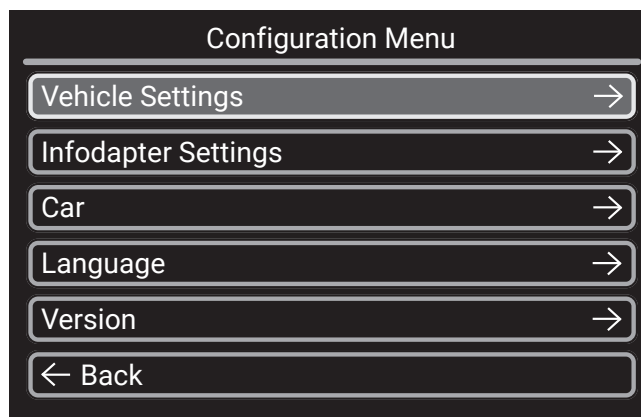 Configuration Menu
Vehicle Settings
Infodapter Settings
Car
Language
Version
Back